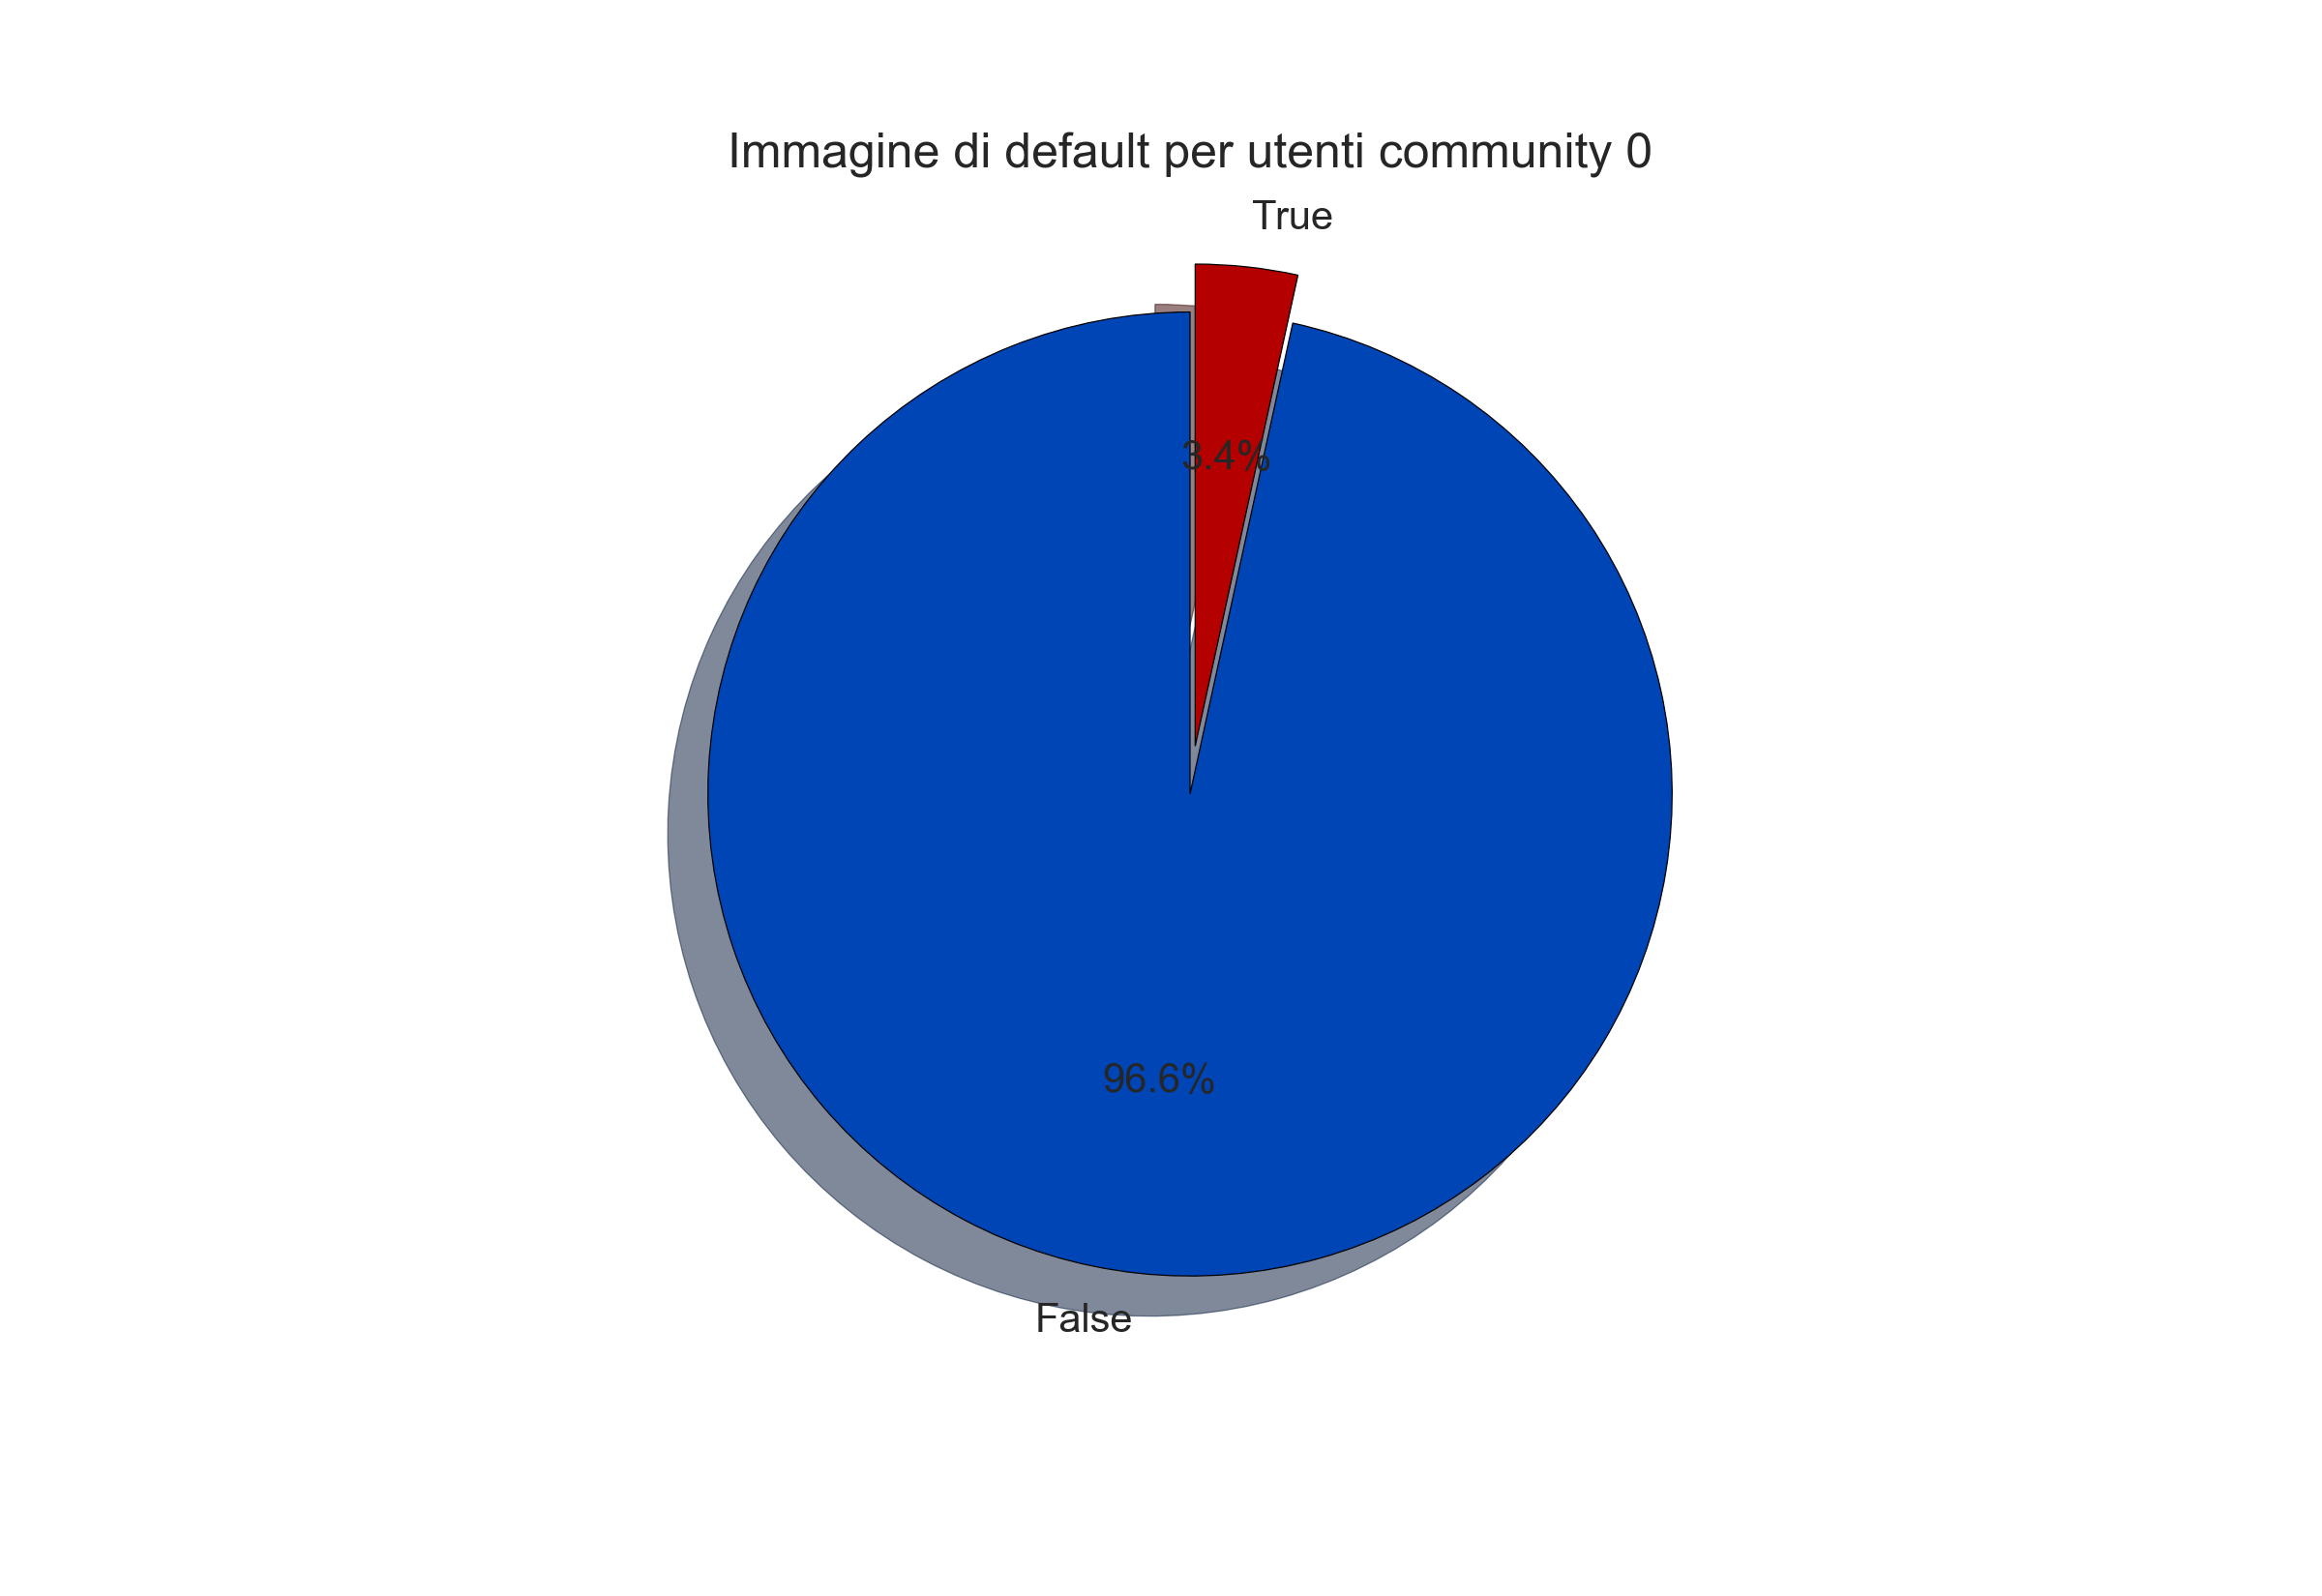 Immagine di default per utenti community 0
True
3.4%
96.6%
False